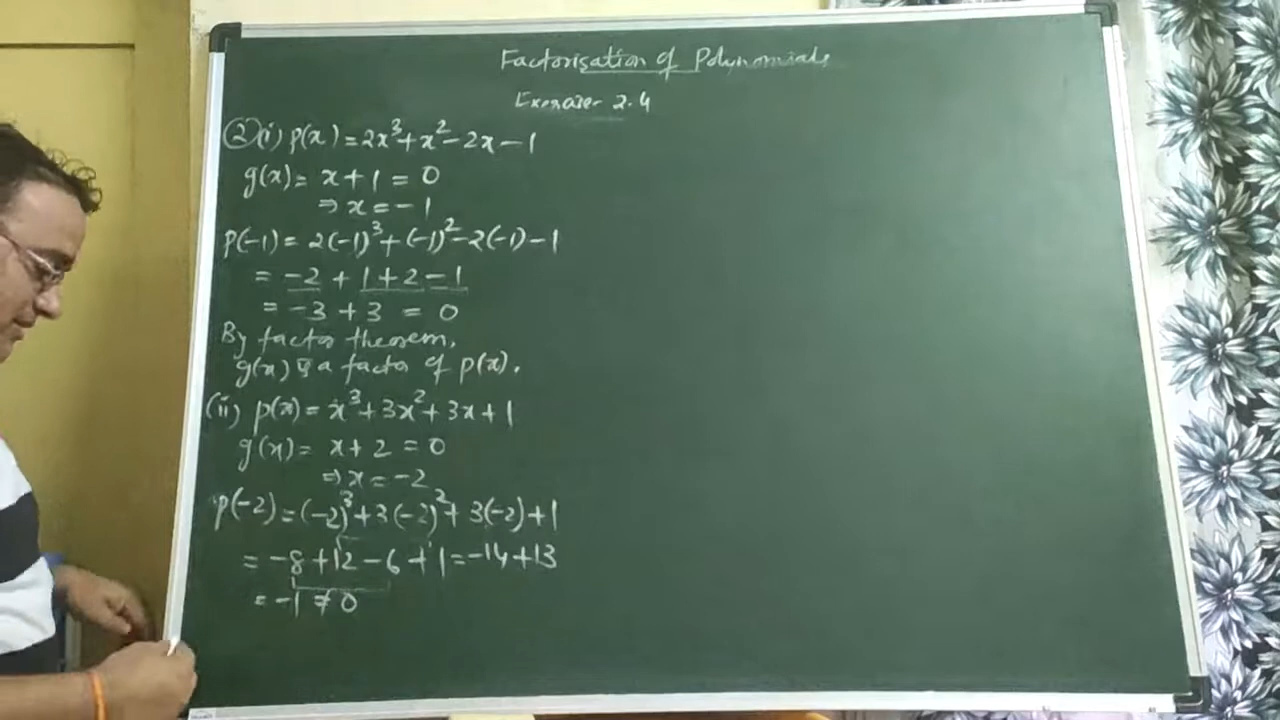 Factorisation of Polynomials
Exercise- 2.4
②(i) p(x) = 2x³+x²-2x-1
g(x) = x+1 = 0
⇒ x = -1
p(-1) = 2(-1)³+(-1)²-2(-1)-1
= -2 + 1+2-1
= -3 + 3 = 0
By factor theorem,
g(x) is a factor of p(x).
(ii) p(x) = x³+3x²+3x+1
g(x) = x+2 = 0
⇒ x = -2
p(-2) = (-2)³+3(-2)²+3(-2)+1
= -8+12-6+1 = -14+13
= -1 ≠ 0